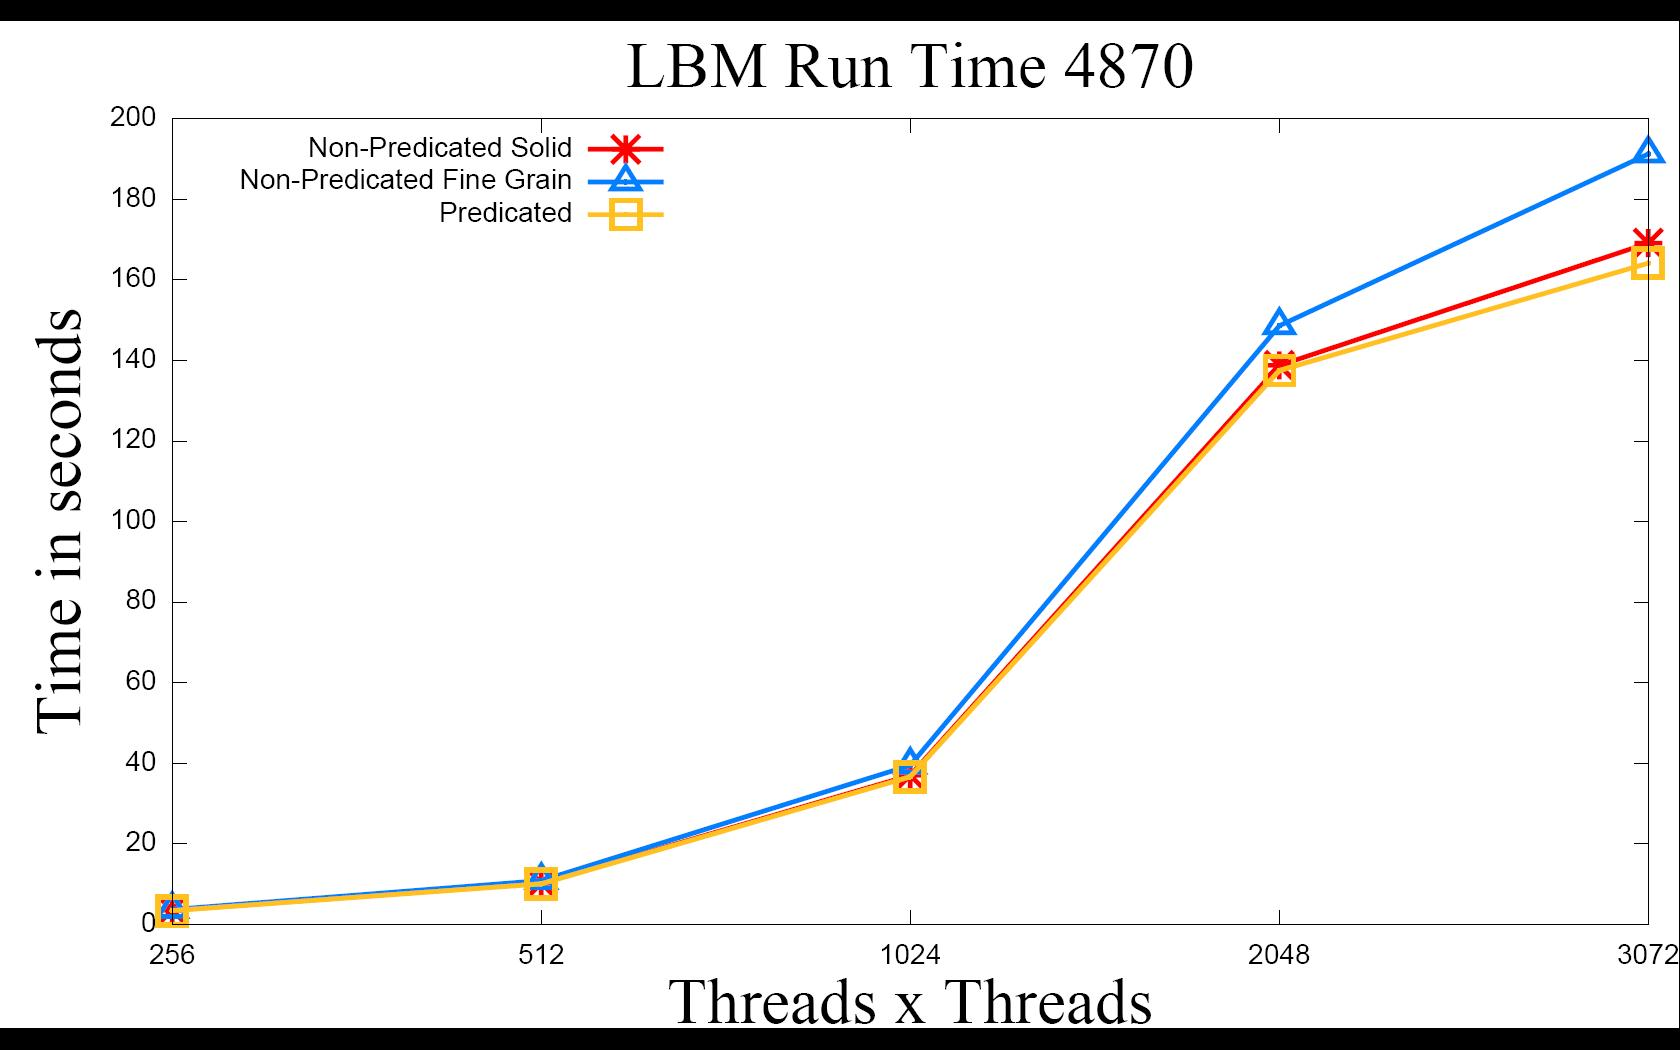 LBM Run Time 4870
200
180
160
140
120
100
80
60
40
20
0
Non-Predicated Solid
Non-Predicated Fine Grain
Predicated
Time in seconds
256 512 1024 2048 3072
Threads x Threads